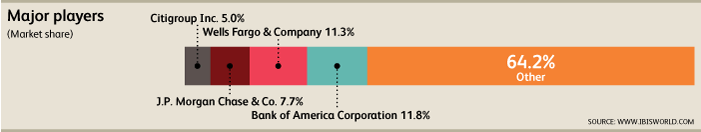 Major players
(Market share)
Citigroup Inc. 5.0%
Wells Fargo & Company 11.3%
64.2%
Other
J.P. Morgan Chase & Co. 7.7%
Bank of America Corporation 11.8%
SOURCE: WWW.IBISWORLD.COM